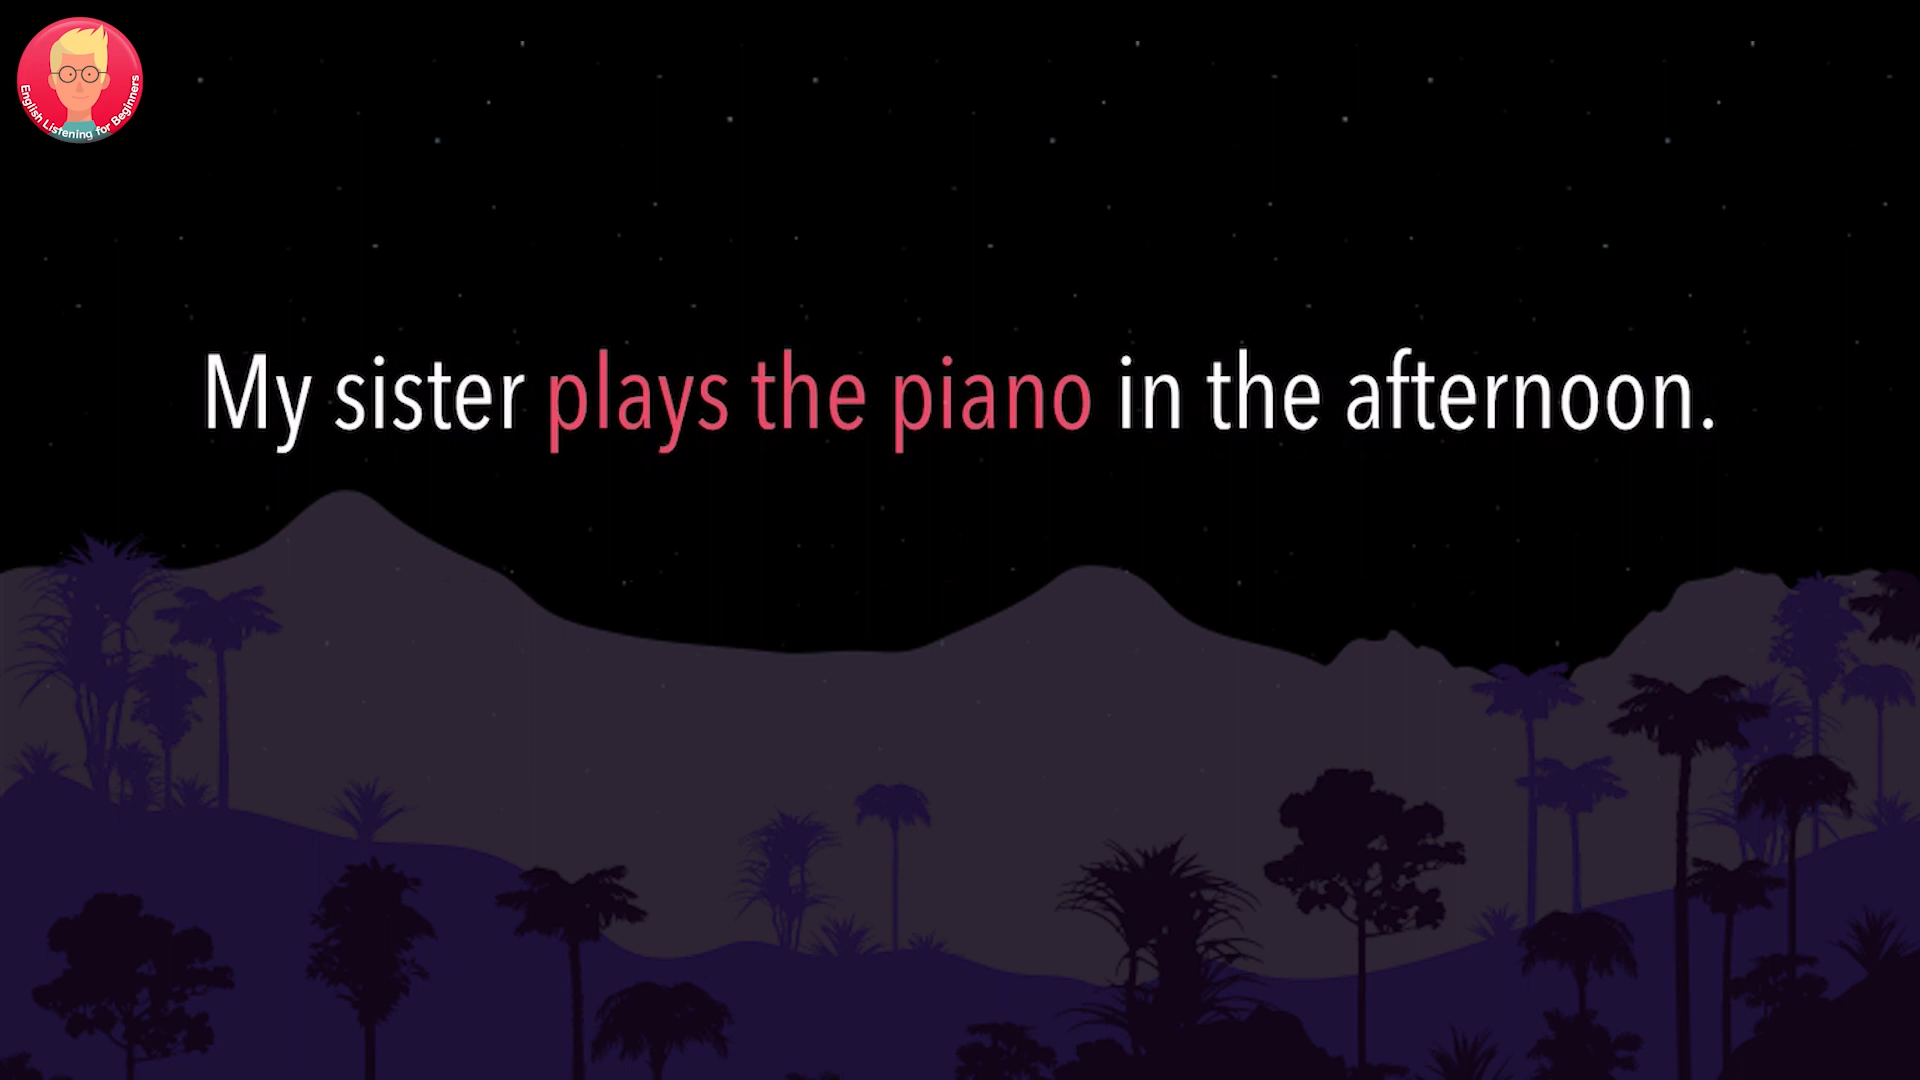 English Listening for Beginners
My sister plays the piano in the afternoon.